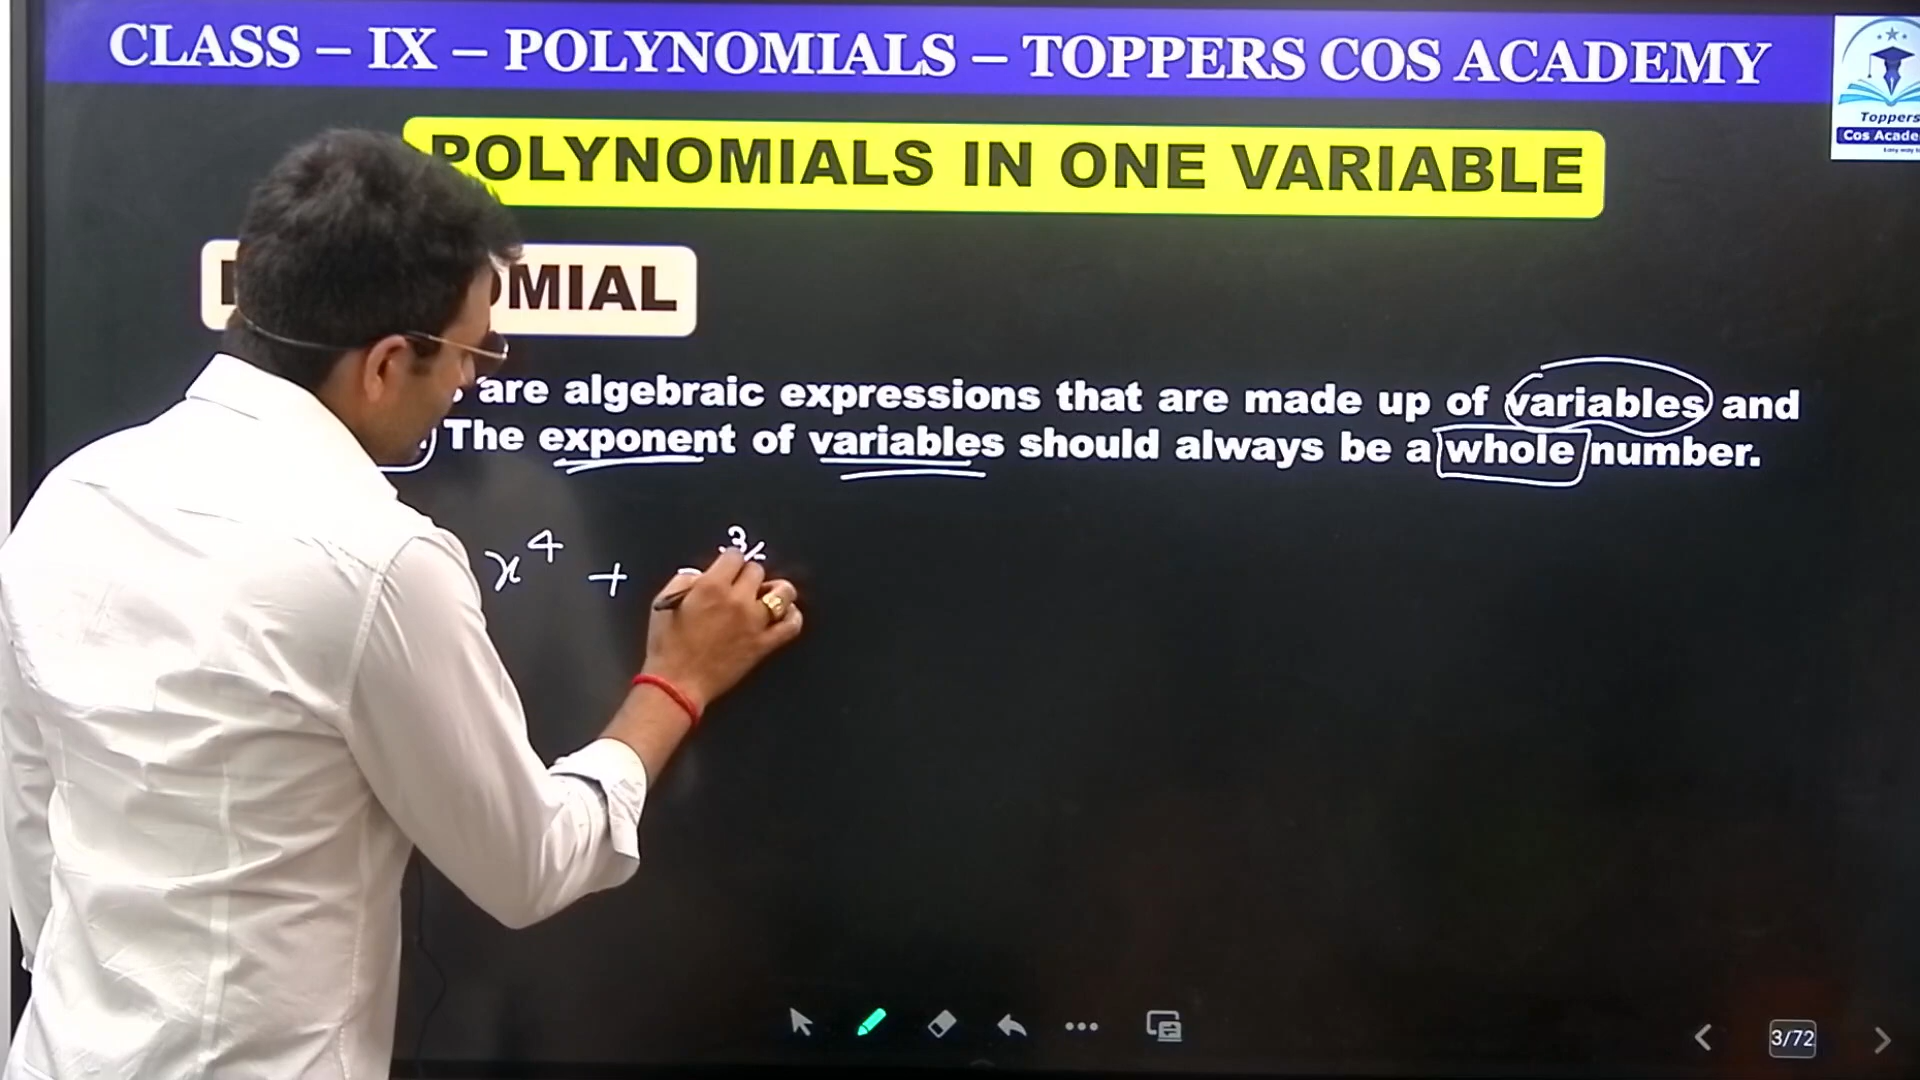 CLASS – IX – POLYNOMIALS – TOPPERS COS ACADEMY
Toppers
Cos Acade
POLYNOMIALS IN ONE VARIABLE
OMIAL
are algebraic expressions that are made up of variables and
The exponent of variables should always be a whole number.
x⁴ +
3/72